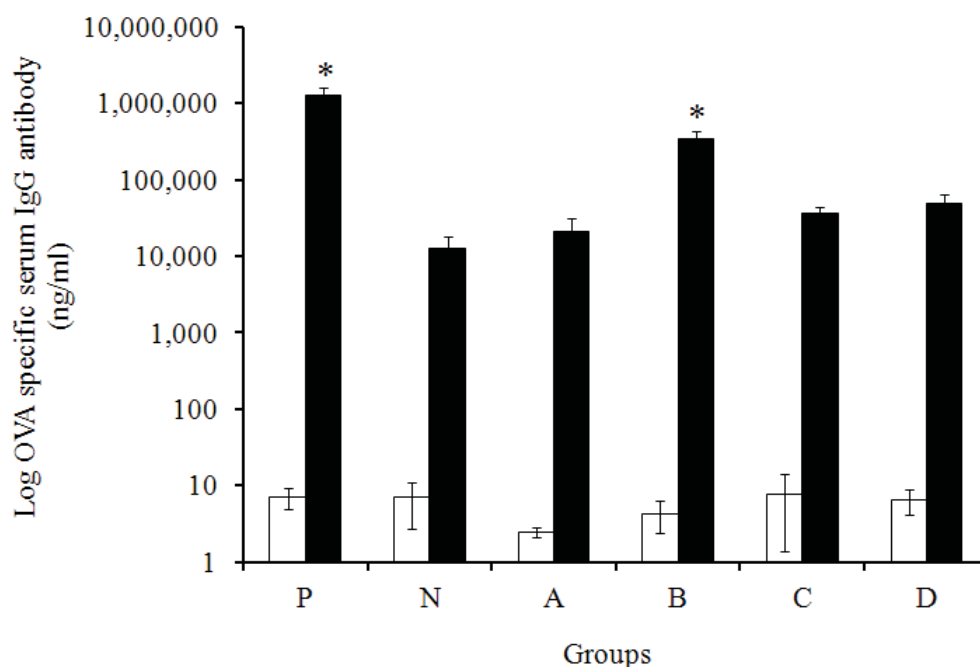 Log OVA specific serum IgG antibody
(ng/ml)
10,000,000
1,000,000
100,000
10,000
1,000
100
10
1
*
*
P N A B C D
Groups